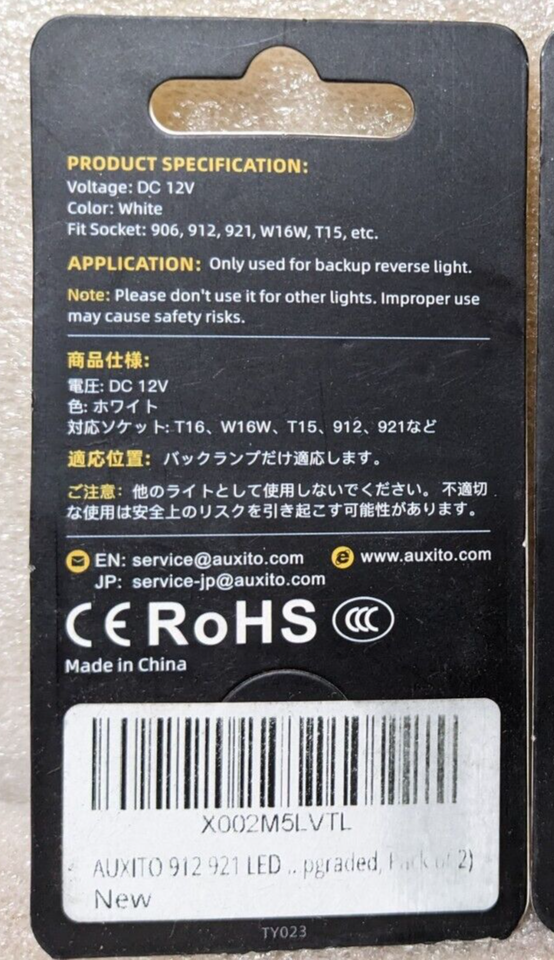 PRODUCT SPECIFICATION:
Voltage: DC 12V
Color: White
Fit Socket: 906, 912, 921, W16W, T15, etc.
APPLICATION: Only used for backup reverse light.
Note: Please don't use it for other lights. Improper use
may cause safety risks.
商品仕様:
電圧: DC 12V
色: ホワイト
対応ソケット: T16、W16W、T15、912、921など
適応位置: バックランプだけ適応します。
ご注意: 他のライトとして使用しないでください。 不適切
な使用は安全上のリスクを引き起こす可能性があります。
EN: service@auxito.com www.auxito.com
JP: service-jp@auxito.com
CE RoHS CCC
Made in China
X002M5LVTL
AUXITO 912 921 LED .. pgraded, Pack of 2)
New
TY023